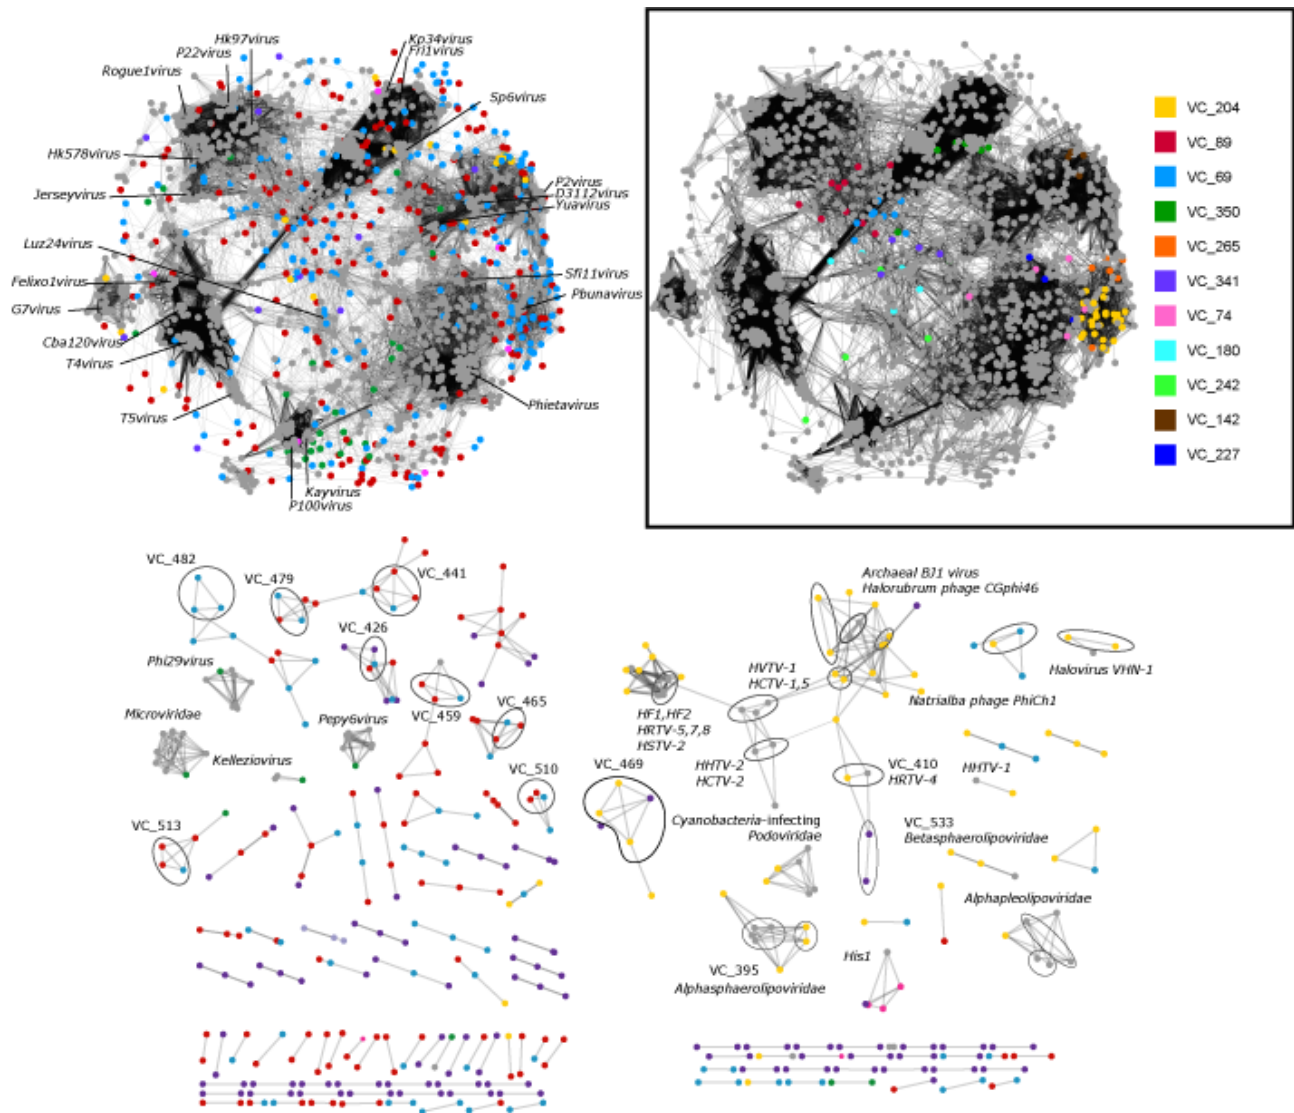 Hk97virus
P22virus
Rogue1virus
Kp34virus
Fri1virus
Sp6virus
Hk578virus
Jerseyvirus
P2virus
D3112virus
Yuavirus
Luz24virus
Felixo1virus
G7virus
Sfi11virus
Pbunavirus
Cba120virus
T4virus
T5virus
Phietavirus
Kayvirus
P100virus
VC_204
VC_89
VC_69
VC_350
VC_265
VC_341
VC_74
VC_180
VC_242
VC_142
VC_227
VC_482
VC_479
VC_441
VC_426
Phi29virus
Microviridae
Pepy6virus
VC_459
VC_465
Kelleziovirus
VC_510
VC_513
Archaeal BJ1 virus
Halorubrum phage CGphi46
HVTV-1
HCTV-1,5
Halovirus VHN-1
Natrialba phage PhiCh1
HF1,HF2
HRTV-5,7,8
HSTV-2
HHTV-2
HCTV-2
VC_410
HRTV-4
HHTV-1
VC_469
Cyanobacteria-infecting
Podoviridae
VC_533
Betasphaerolipoviridae
Alphapleolipoviridae
VC_395
Alphasphaerolipoviridae
His1